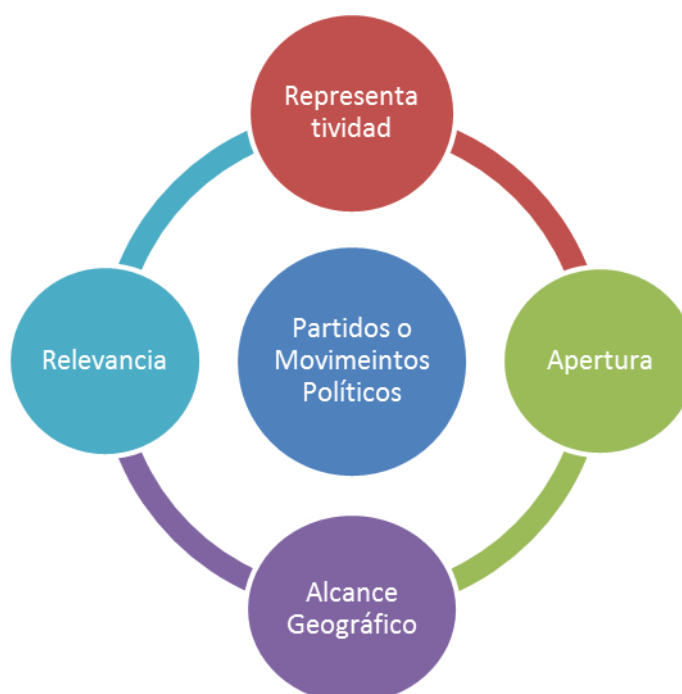 Representa
tividad
Relevancia
Partidos o
Movimeintos
Políticos
Apertura
Alcance
Geográfico